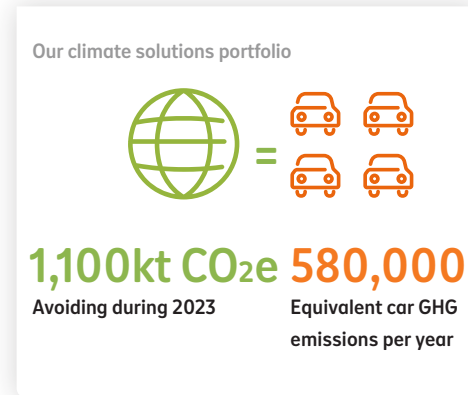 Our climate solutions portfolio
=
1,100kt CO2e 580,000
Avoiding during 2023
Equivalent car GHG
emissions per year